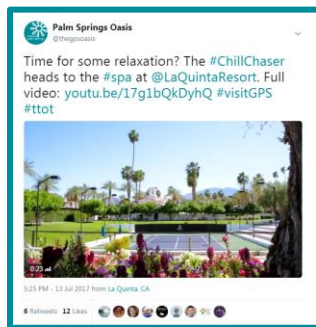 Palm Springs Oasis
@thegpsoasis
Time for some relaxation? The #ChillChaser
heads to the #spa at @LaQuintaResort. Full
video: youtu.be/17g1bQkDyhQ #visitGPS
#ttot
0:23
5:25 PM - 13 Jul 2017 from La Quinta, CA
6 Retweets 12 Likes